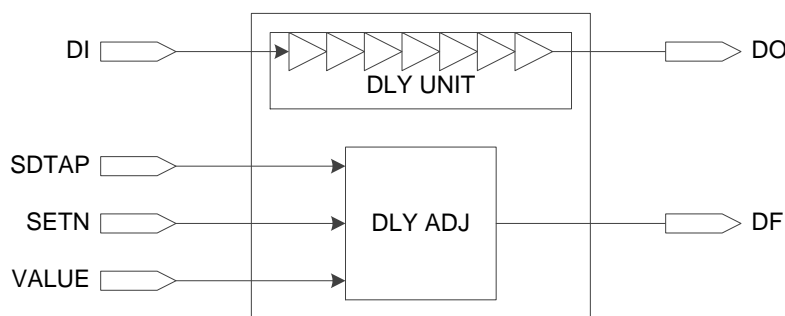 DI
DO
DLY UNIT
SDTAP
SETN
DLY ADJ
DF
VALUE